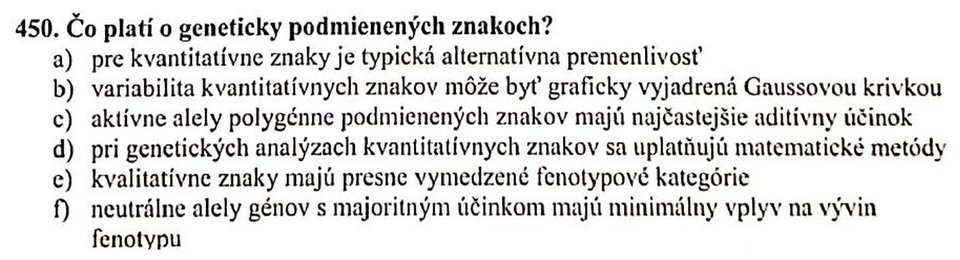 450. Čo platí o geneticky podmienených znakoch?
a) pre kvantitatívne znaky je typická alternatívna premenlivosť
b) variabilita kvantitatívnych znakov môže byť graficky vyjadrená Gaussovou krivkou
c) aktívne alely polygénne podmienených znakov majú najčastejšie aditívny účinok
d) pri genetických analýzach kvantitatívnych znakov sa uplatňujú matematické metódy
e) kvalitatívne znaky majú presne vymedzené fenotypové kategórie
f) neutrálne alely génov s majoritným účinkom majú minimálny vplyv na vývin
fenotypu